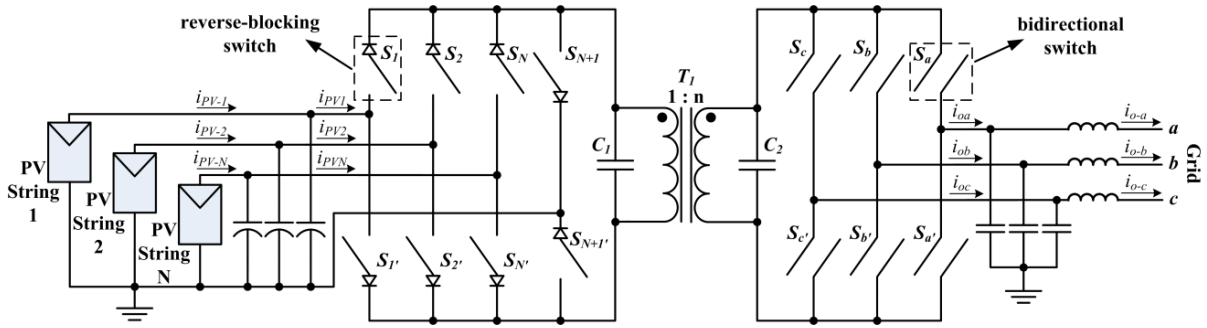 reverse-blocking
switch
bidirectional
switch
S1
S2
SN
SN+1
T1
1 : n
Sc
Sb
Sa
iPV-1
iPV1
iPV-2
iPV2
iPV-N
iPVN
C1
C2
ioa
io-a
a
iob
io-b
b
ioc
io-c
c
Grid
PV
String
1
PV
String
2
PV
String
N
S1'
S2'
SN'
SN+1'
Sc'
Sb'
Sa'